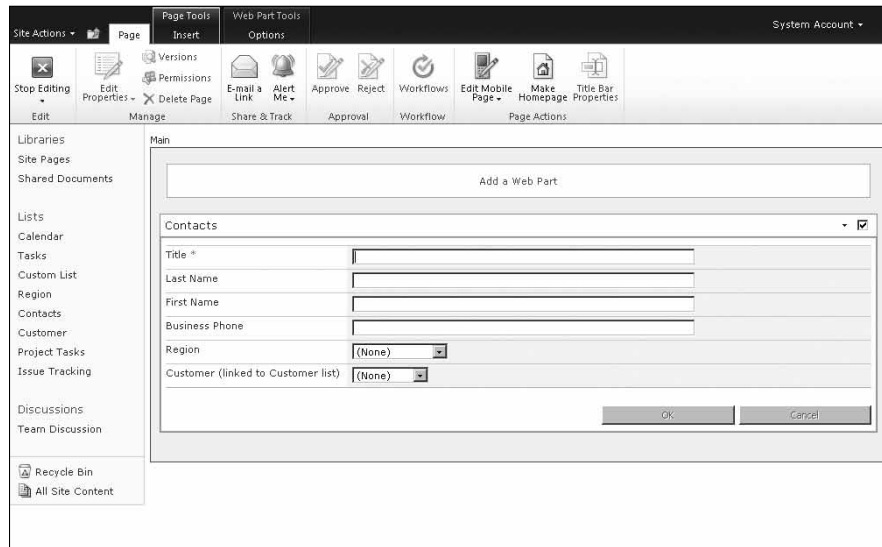 Site Actions
Page
Page Tools
Insert
Web Part Tools
Options
System Account
Stop Editing
Edit
Edit
Properties
Versions
Permissions
Delete Page
Manage
E-mail a
Link
Alert
Me
Share & Track
Approve
Reject
Approval
Workflows
Workflow
Edit Mobile
Page
Make
Homepage
Title Bar
Properties
Page Actions
Libraries
Site Pages
Shared Documents
Lists
Calendar
Tasks
Custom List
Region
Contacts
Customer
Project Tasks
Issue Tracking
Discussions
Team Discussion
Recycle Bin
All Site Content
Main
Add a Web Part
Contacts
Title *
Last Name
First Name
Business Phone
Region (None)
Customer (linked to Customer list) (None)
OK Cancel